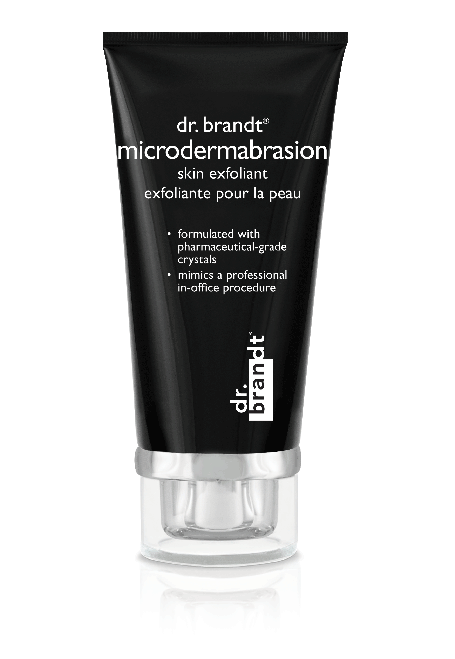 dr. brandt®
microdermabrasion
skin exfoliant
exfoliante pour la peau
• formulated with
pharmaceutical-grade
crystals
• mimics a professional
in-office procedure
dr.
brandt®